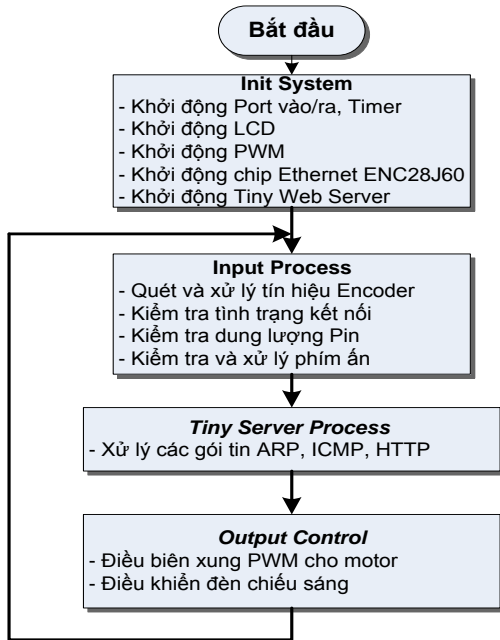 Bắt đầu
Init System
- Khởi động Port vào/ra, Timer
- Khởi động LCD
- Khởi động PWM
- Khởi động chip Ethernet ENC28J60
- Khởi động Tiny Web Server
Input Process
- Quét và xử lý tín hiệu Encoder
- Kiểm tra tình trạng kết nối
- Kiểm tra dung lượng Pin
- Kiểm tra và xử lý phím ấn
Tiny Server Process
- Xử lý các gói tin ARP, ICMP, HTTP
Output Control
- Điều biên xung PWM cho motor
- Điều khiển đèn chiếu sáng